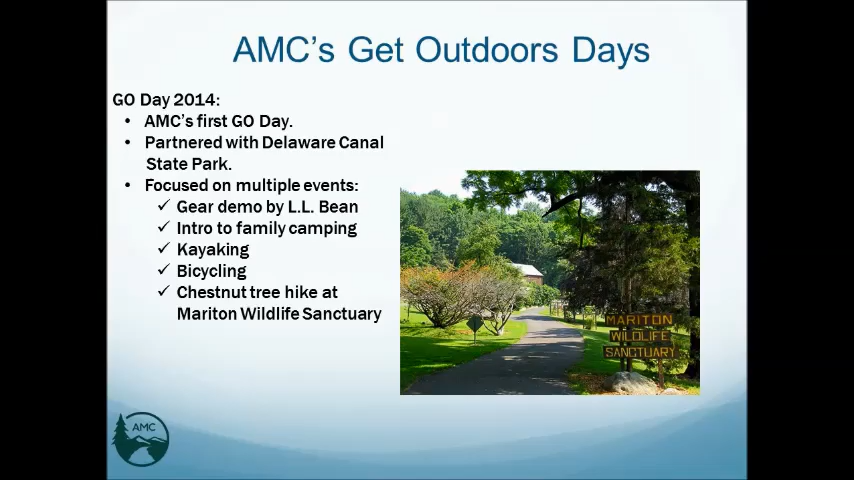 AMC’s Get Outdoors Days
GO Day 2014:
• AMC’s first GO Day.
• Partnered with Delaware Canal
State Park.
• Focused on multiple events:
✓ Gear demo by L.L. Bean
✓ Intro to family camping
✓ Kayaking
✓ Bicycling
✓ Chestnut tree hike at
Mariton Wildlife Sanctuary
MARITON
WILDLIFE
SANCTUARY
AMC